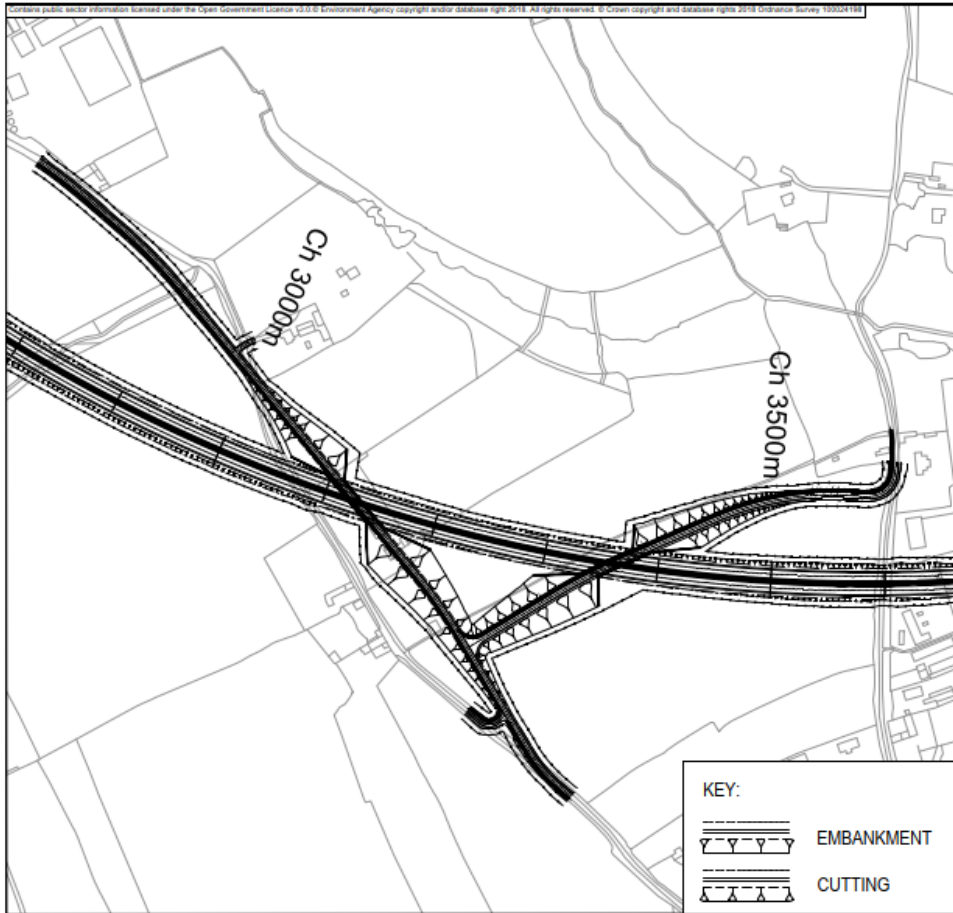 Contains public sector information licensed under the Open Government Licence v3.0.© Environment Agency copyright and/or database right 2018. All rights reserved. © Crown copyright and database rights 2018 Ordnance Survey 100024198
Ch 3000m
Ch 3500m
KEY:
EMBANKMENT
CUTTING